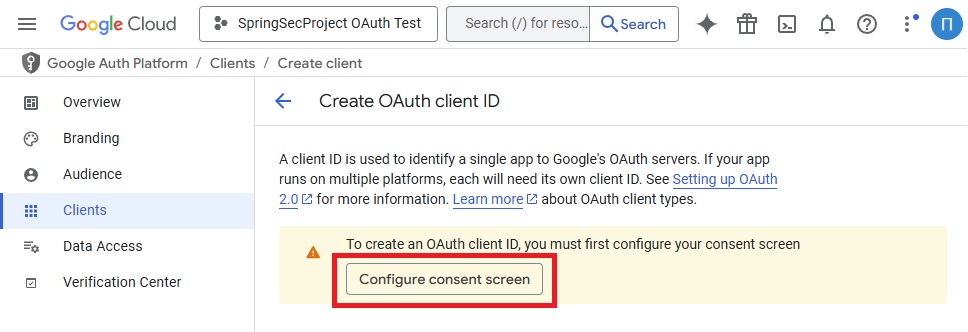 Google Cloud
SpringSecProject OAuth Test
Search (/) for reso...
Search
П
Google Auth Platform / Clients / Create client
Overview
Branding
Audience
Clients
Data Access
Verification Center
Create OAuth client ID
A client ID is used to identify a single app to Google's OAuth servers. If your app
runs on multiple platforms, each will need its own client ID. See Setting up OAuth
2.0 for more information. Learn more about OAuth client types.
To create an OAuth client ID, you must first configure your consent screen
Configure consent screen